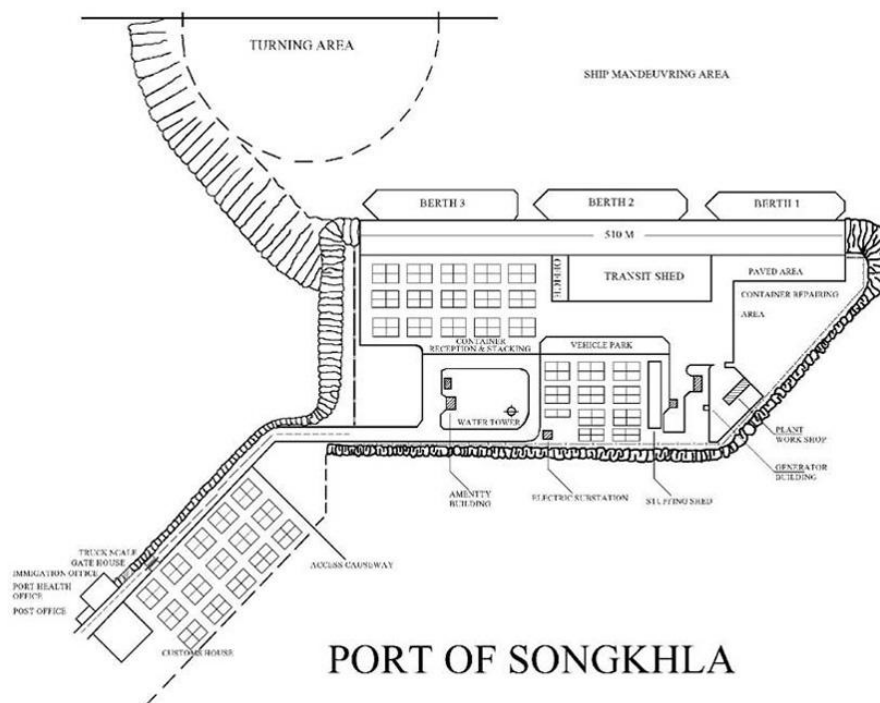 TURNING AREA
SHIP MANDEUVRING AREA
BERTH 3
BERTH 2
BERTH 1
510 M
OFFICE
TRANSIT SHED
PAVED AREA
CONTAINER REPAIRING
AREA
CONTAINER
RECEPTION & STACKING
VEHICLE PARK
WATER TOWER
PLANT
WORK SHOP
GENERATOR
BUILDING
AMENITY
BUILDING
ELECTRIC SUBSTATION
STUFFING SHED
ACCESS CAUSEWAY
TRUCK SCALE
GATE HOUSE
IMMIGATION OFFICE
PORT HEALTH
OFFICE
POST OFFICE
CUSTOMS HOUSE
PORT OF SONGKHLA